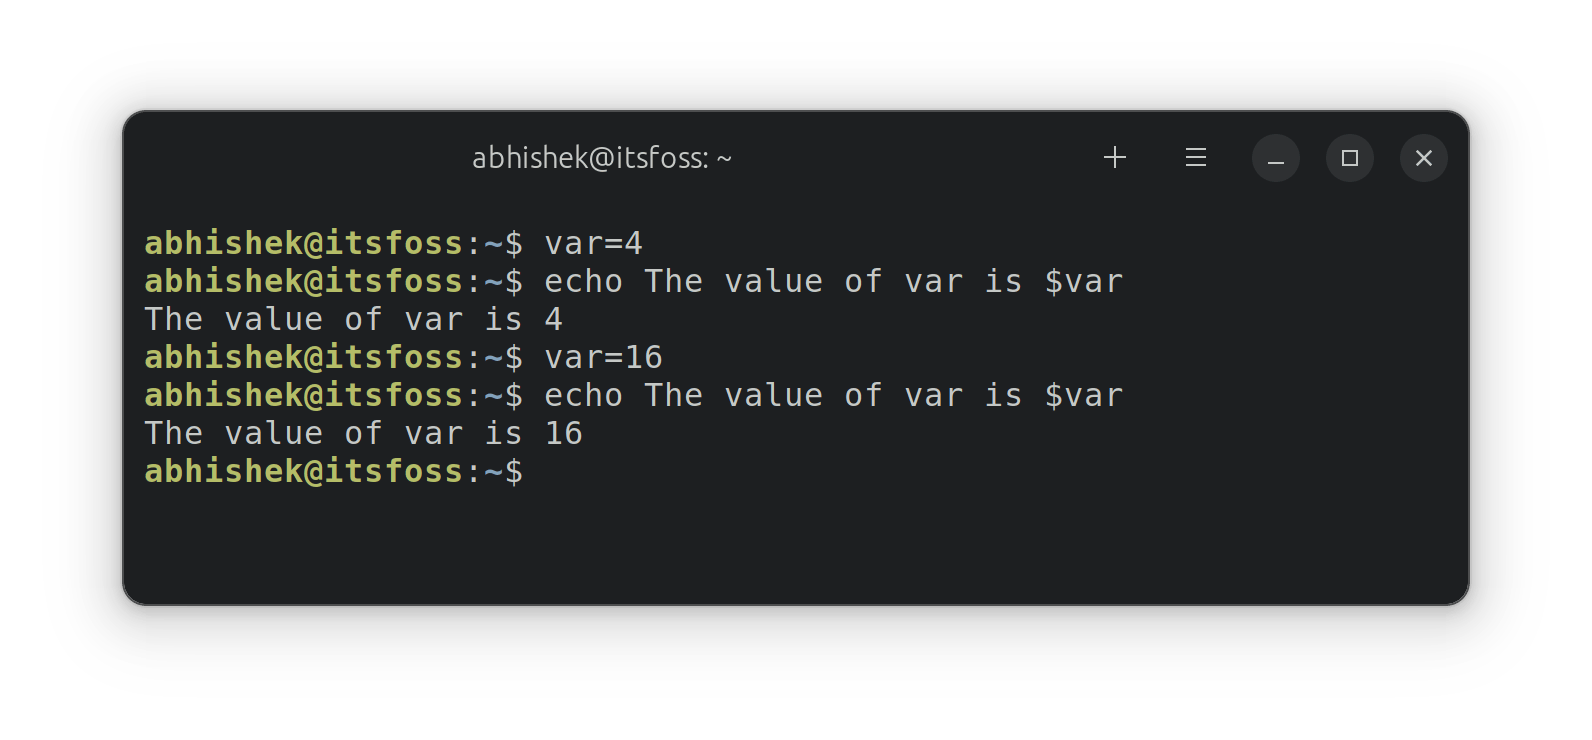 abhishek@itsfoss: ~
abhishek@itsfoss:~$ var=4
abhishek@itsfoss:~$ echo The value of var is $var
The value of var is 4
abhishek@itsfoss:~$ var=16
abhishek@itsfoss:~$ echo The value of var is $var
The value of var is 16
abhishek@itsfoss:~$